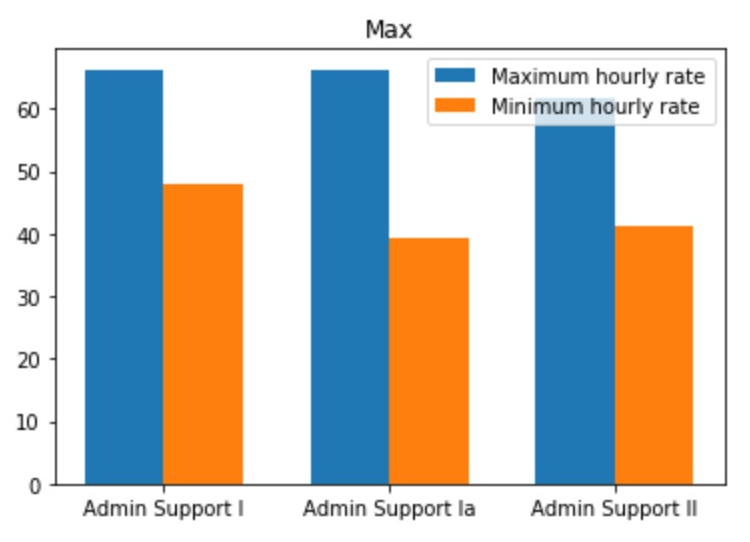 Max
Maximum hourly rate
Minimum hourly rate
60
50
40
30
20
10
0
Admin Support I
Admin Support Ia
Admin Support II